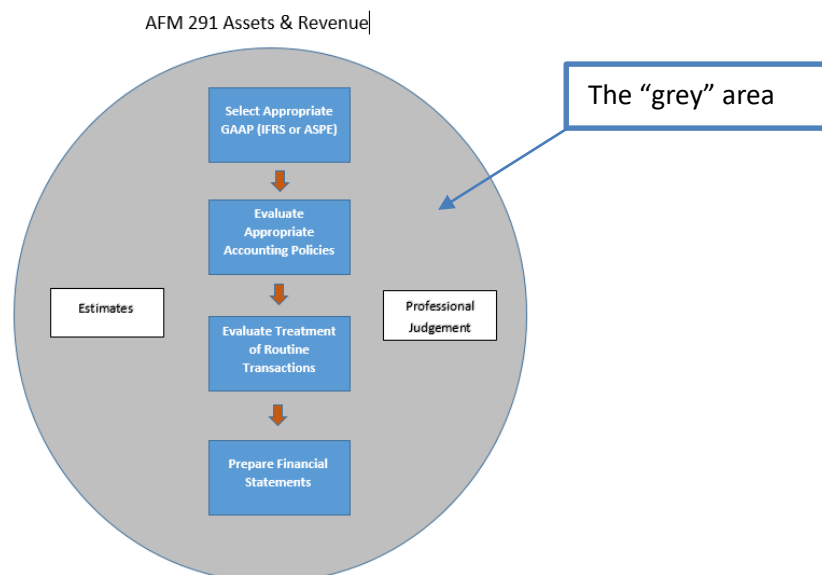 AFM 291 Assets & Revenue
The “grey” area
Select Appropriate
GAAP (IFRS or ASPE)
Evaluate
Appropriate
Accounting Policies
Estimates
Professional
Judgement
Evaluate Treatment
of Routine
Transactions
Prepare Financial
Statements